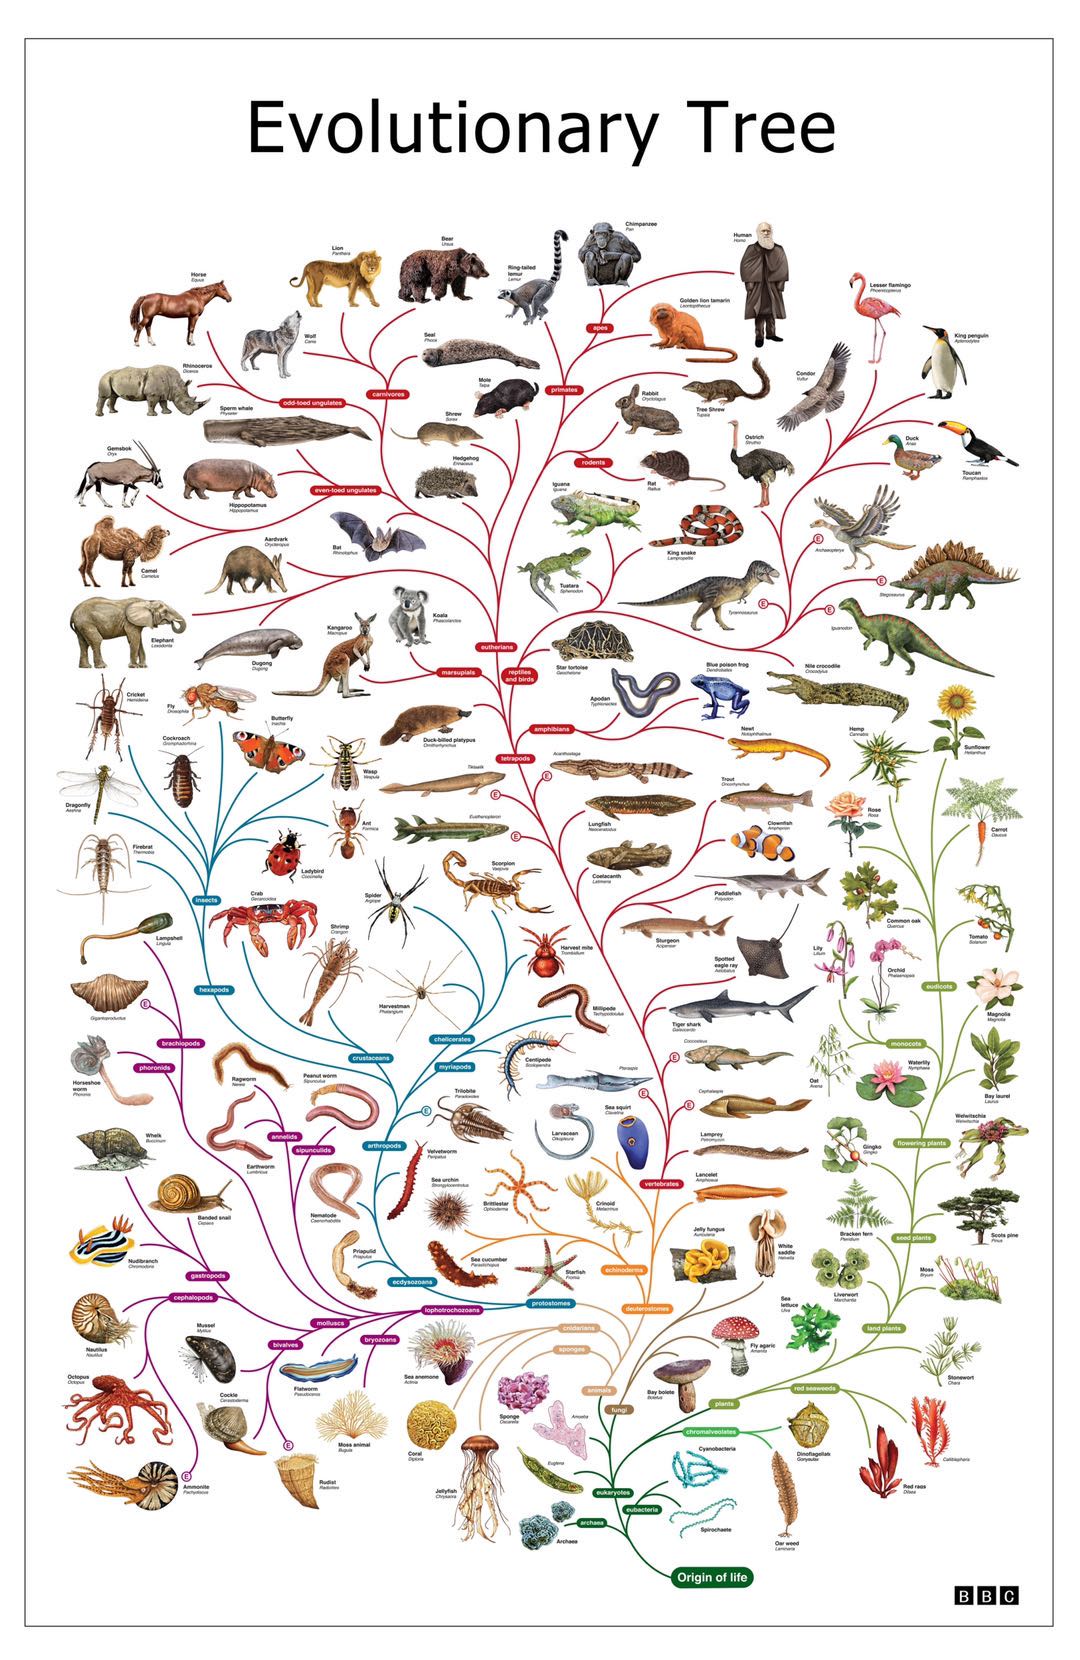 Evolutionary Tree
Chimpanzee
Pan
Human
Homo
Lion
Panthera
Bear
Ursus
Ring-tailed
lemur
Lemur
Horse
Equus
Lesser flamingo
Phoeniconaias
Golden lion tamarin
Leontopithecus
apes
Wolf
Canis
Seal
Phoca
King penguin
Aptenodytes
Rhinoceros
Diceros
Mole
Talpa
carnivores
primates
Rabbit
Oryctolagus
Tree Shrew
Tupaia
Condor
Vultur
odd-toed ungulates
Sperm whale
Physeter
Shrew
Sorex
Ostrich
Struthio
Duck
Anas
Toucan
Ramphastos
Gemsbok
Oryx
Hedgehog
Erinaceus
rodents
Rat
Rattus
even-toed ungulates
Hippopotamus
Hippopotamus
Iguana
Iguana
Aardvark
Orycteropus
Bat
Rhinolophus
King snake
Lampropeltis
E
Archaeopteryx
Camel
Camelus
Tuatara
Sphenodon
E
Stegosaurus
Tyrannosaurus
E
E
Iguanodon
Elephant
Loxodonta
Kangaroo
Macropus
Koala
Phascolarctos
eutherians
Dugong
Dugong
marsupials
reptiles
and birds
Star tortoise
Geochelone
Blue poison frog
Dendrobates
Nile crocodile
Crocodylus
Cricket
Hemideina
Fly
Drosophila
Apodan
Typhlonectes
Butterfly
Inachis
Duck-billed platypus
Ornithorhynchus
amphibians
Newt
Notophthalmus
Hemp
Cannabis
Sunflower
Helianthus
Cockroach
Gromphadorhina
tetrapods
Acanthostega
Wasp
Vespula
Tiktaalik
E
E
Trout
Oncorhynchus
Dragonfly
Aeshna
Rose
Rosa
Ant
Formica
Eusthenopteron
E
Lungfish
Neoceratodus
Clownfish
Amphiprion
Carrot
Daucus
Firebrat
Thermobia
Ladybird
Coccinella
Scorpion
Vaejovis
Coelacanth
Latimeria
Spider
Argiope
Paddlefish
Polyodon
insects
Crab
Gecarcoidea
Common oak
Quercus
Shrimp
Crangon
Sturgeon
Acipenser
Lampshell
Lingula
Harvest mite
Trombidium
Spotted
eagle ray
Aetobatus
Lily
Lilium
Orchid
Phalaenopsis
Tomato
Solanum
hexapods
Harvestman
Phalangium
Millipede
Tachypodoiulus
Tiger shark
Galeocerdo
eudicots
Magnolia
Magnolia
E
Gigantoproductus
brachiopods
chelicerates
Coccosteus
E
monocots
phoronids
crustaceans
myriapods
Centipede
Scolopendra
Pteraspis
E
Oat
Avena
Waterlily
Nymphaea
Bay laurel
Laurus
Horseshoe
worm
Phoronis
Ragworm
Nereis
Peanut worm
Sipunculus
Trilobite
Paradoxides
E
Sea squirt
Clavelina
Cephalaspis
E
Welwitschia
Welwitschia
Whelk
Buccinum
annelids
sipunculids
arthropods
Larvacean
Oikopleura
Lamprey
Petromyzon
flowering plants
Gingko
Ginkgo
Velvetworm
Peripatus
Earthworm
Lumbricus
Lancelet
Amphioxus
vertebrates
Sea urchin
Strongylocentrotus
Brittlestar
Ophioderma
Crinoid
Metacrinus
Nematode
Caenorhabditis
Banded snail
Cepaea
Bracken fern
Pteridium
seed plants
Scots pine
Pinus
Jelly fungus
Auricularia
White
saddle
Helvella
Nudibranch
Chromodoris
Priapulid
Priapulus
Sea cucumber
Parastichopus
Starfish
Fromia
echinoderms
Liverwort
Marchantia
Moss
Bryum
gastropods
ecdysozoans
cephalopods
lophotrochozoans
protostomes
deuterostomes
Sea
lettuce
Ulva
molluscs
Mussel
Mytilus
bivalves
bryozoans
cnidarians
sponges
land plants
Nautilus
Nautilus
Fly agaric
Amanita
Sea anemone
Actinia
Octopus
Octopus
Flatworm
Pseudoceros
Cockle
Cerastoderma
animals
fungi
Bay bolete
Boletus
plants
red seaweeds
Stonewort
Chara
Sponge
Amoeba
Moss animal
Bugula
chromalveolates
Coral
Diploria
E
Euglena
Cyanobacteria
Dinoflagellate
Gonyaulax
Callibepharis
E
Ammonite
Rudist
Radiolites
Jellyfish
Chrysaora
eukaryotes
eubacteria
archaea
Archaea
Spirochaete
Red rags
Dilsea
Oar weed
Laminaria
Origin of life
BBC